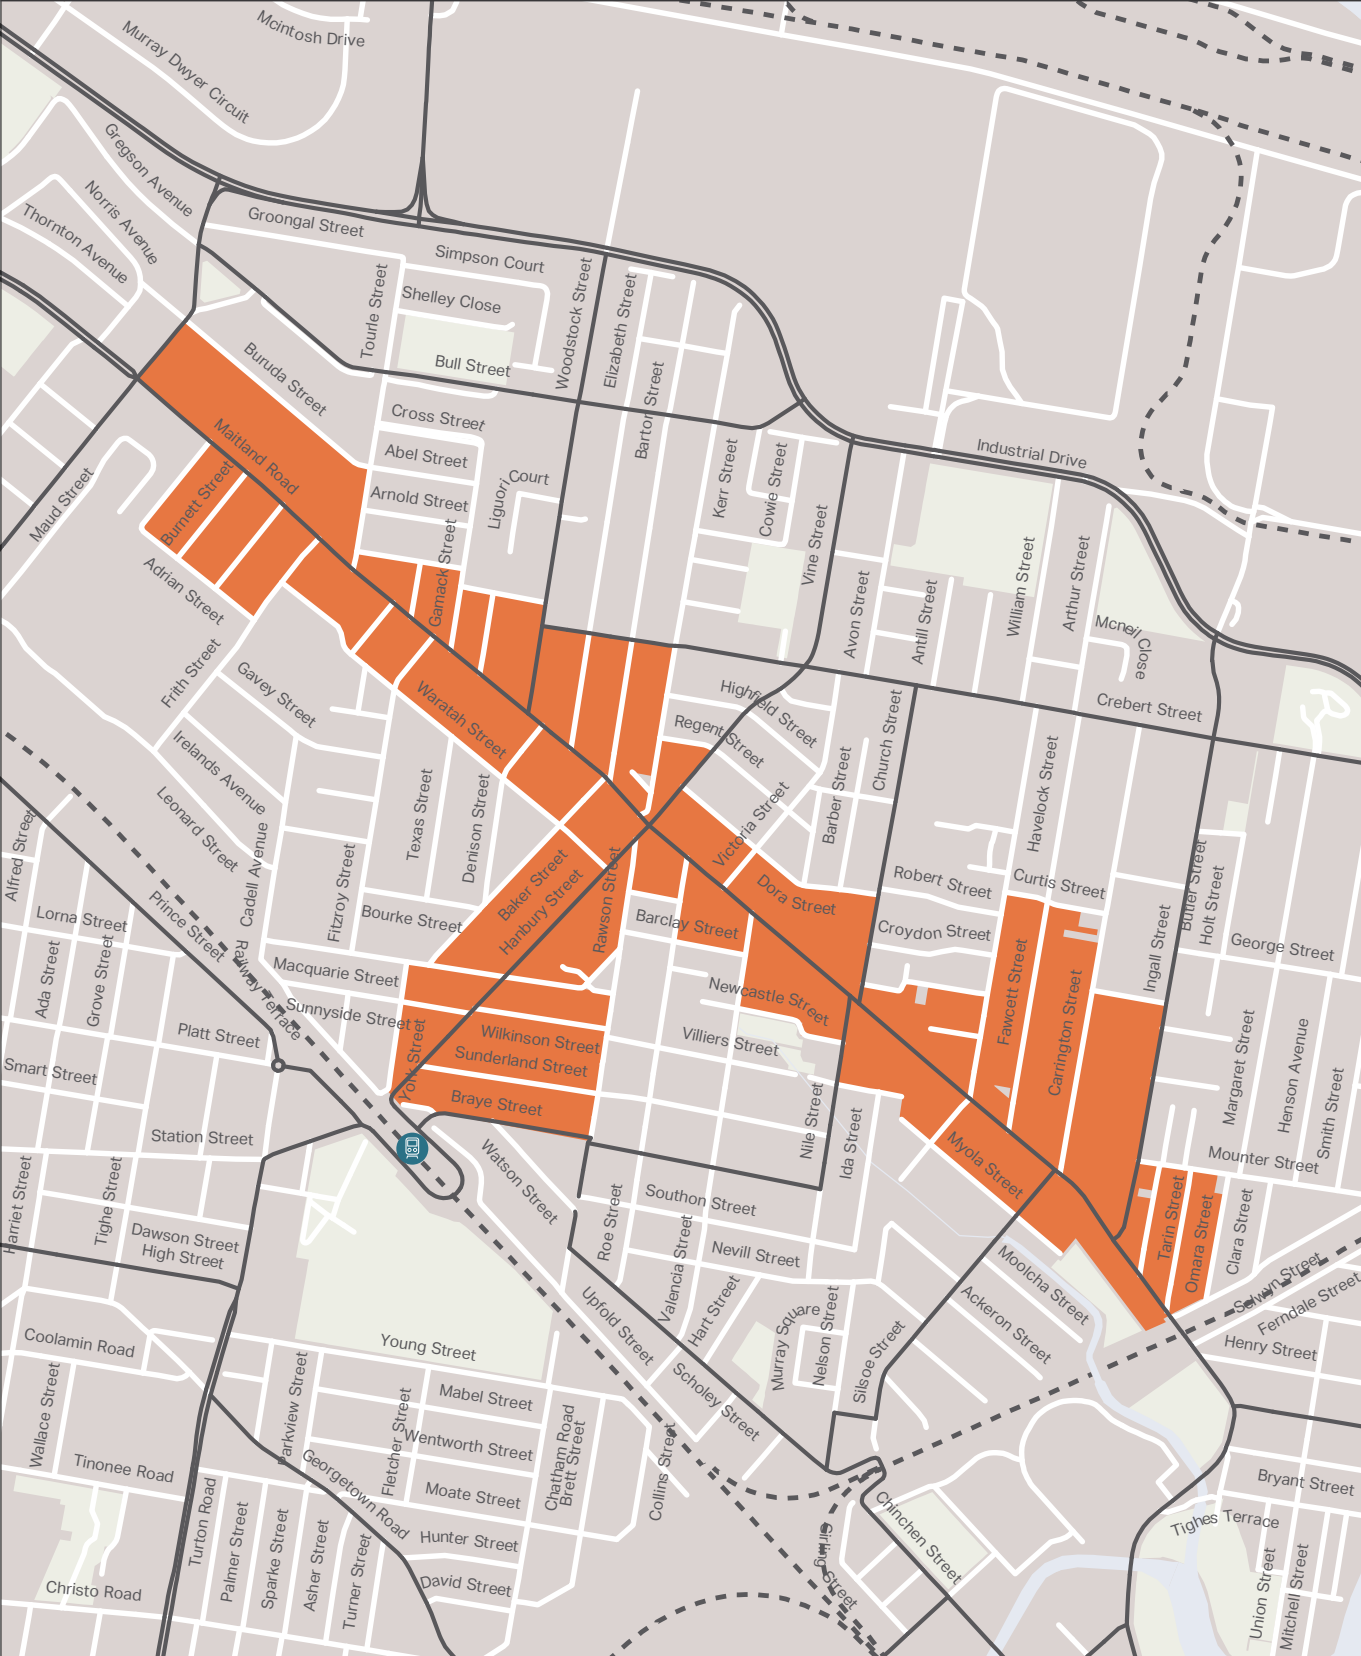 Mcintosh Drive
Murray Dwyer Circuit
Gregson Avenue
Norris Avenue
Thornton Avenue
Groongal Street
Simpson Court
Shelley Close
Tourle Street
Bull Street
Woodstock Street
Elizabeth Street
Barton Street
Buruda Street
Cross Street
Abel Street
Arnold Street
Liguori Court
Maitland Road
Burnett Street
Maud Street
Adrian Street
Gamack Street
Kerr Street
Cowie Street
Vine Street
Industrial Drive
Avon Street
Antill Street
William Street
Arthur Street
Mcneil Close
Crebert Street
Frith Street
Gavey Street
Waratah Street
Highfield Street
Regent Street
Church Street
Barber Street
Victoria Street
Havelock Street
Irelands Avenue
Leonard Street
Texas Street
Denison Street
Alfred Street
Cadell Avenue
Fitzroy Street
Baker Street
Hanbury Street
Rawson Street
Dora Street
Robert Street
Curtis Street
Butler Street
Holt Street
Ingall Street
George Street
Prince Street
Lorna Street
Bourke Street
Barclay Street
Croydon Street
Ada Street
Grove Street
Railway Terrace
Macquarie Street
Sunnyside Street
Newcastle Street
Fawcett Street
Carrington Street
Platt Street
York Street
Wilkinson Street
Sunderland Street
Villiers Street
Margaret Street
Henson Avenue
Smith Street
Smart Street
Braye Street
Nile Street
Ida Street
Station Street
Watson Street
Myola Street
Mounter Street
Harriet Street
Tighe Street
Southon Street
Roe Street
Valencia Street
Nevill Street
Tarin Street
Omara Street
Clara Street
Dawson Street
High Street
Moolcha Street
Selwyn Street
Ferndale Street
Upfold Street
Hart Street
Murray Square
Nelson Street
Silsoe Street
Ackeron Street
Henry Street
Coolamin Road
Young Street
Scholey Street
Wallace Street
Parkview Street
Fletcher Street
Mabel Street
Wentworth Street
Chatham Road
Brett Street
Collins Street
Tinonee Road
Georgetown Road
Moate Street
Bryant Street
Turton Road
Palmer Street
Sparke Street
Asher Street
Turner Street
Hunter Street
David Street
Girling Street
Chinchen Street
Tighes Terrace
Christo Road
Union Street
Mitchell Street